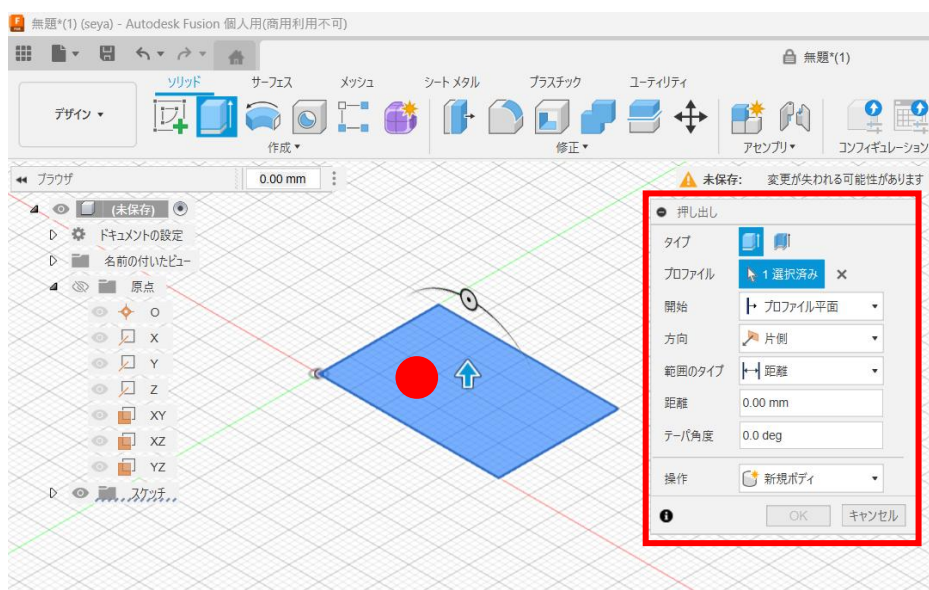 無題*(1) (seya) - Autodesk Fusion 個人用(商用利用不可)
無題*(1)
ソリッド サーフェス メッシュ シート メタル プラスチック ユーティリティ
デザイン
作成 修正 アセンブリ コンフィギュレーション
ブラウザ
0.00 mm
未保存: 変更が失われる可能性があります
(未保存)
ドキュメントの設定
名前の付いたビュー
原点
O
X
Y
Z
XY
XZ
YZ
スケッチ
押し出し
タイプ
プロファイル 1 選択済み
開始 プロファイル平面
方向 片側
範囲のタイプ 距離
距離 0.00 mm
テーパ角度 0.0 deg
操作 新規ボディ
OK キャンセル